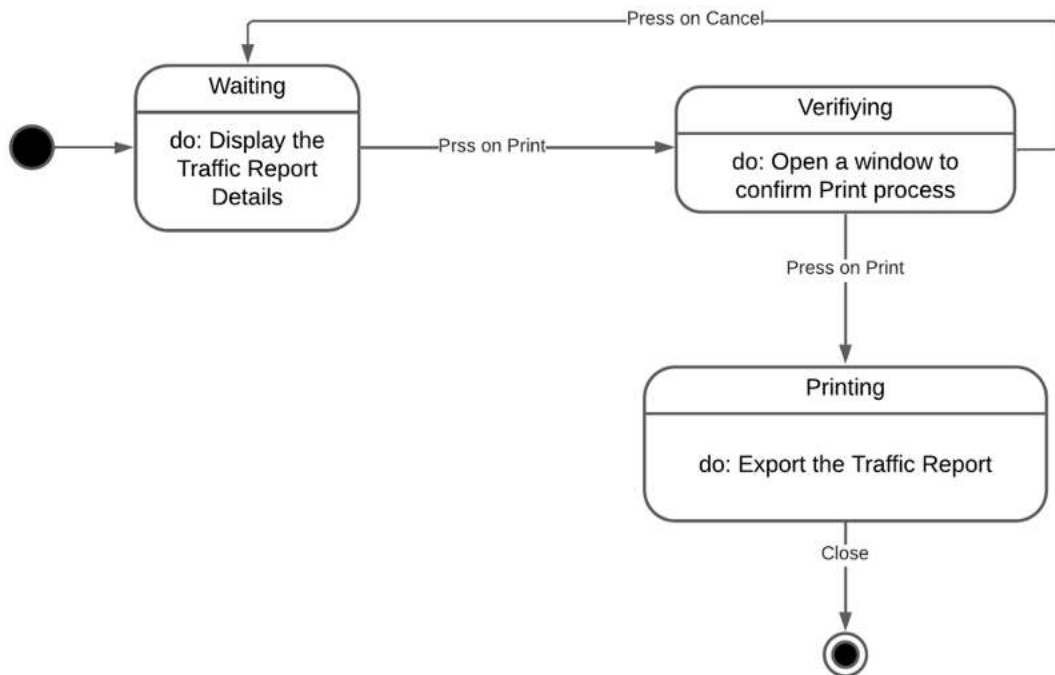 Press on Cancel
Waiting
do: Display the
Traffic Report
Details
Prss on Print
Verifiying
do: Open a window to
confirm Print process
Press on Print
Printing
do: Export the Traffic Report
Close